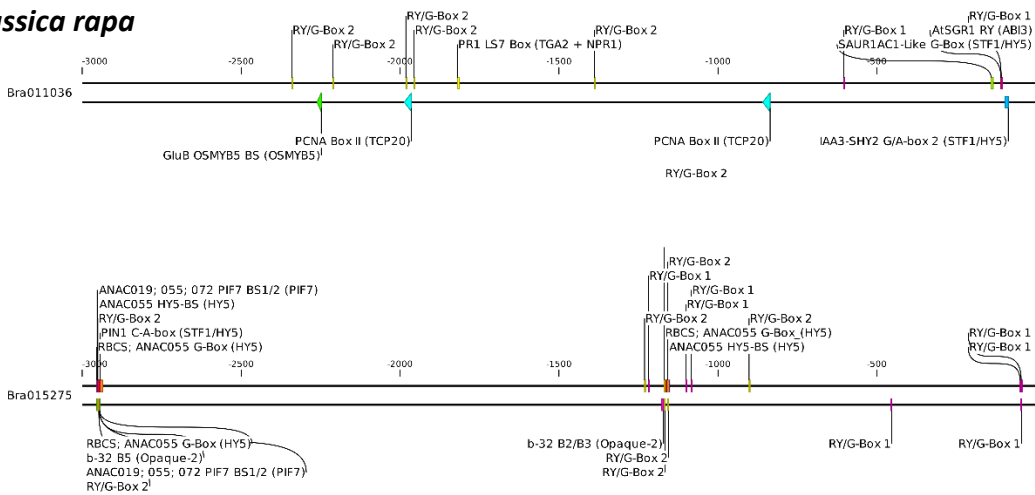 ssica rapa
RY/G-Box 2
RY/G-Box 1
RY/G-Box 2
RY/G-Box 2
RY/G-Box 2
RY/G-Box 1
AtSGR1 RY (ABI3)
RY/G-Box 2
PR1 LS7 Box (TGA2 + NPR1)
SAUR1AC1-Like G-Box (STF1/HY5)
-3000
-2500
-2000
-1500
-1000
-500
Bra011036
PCNA Box II (TCP20)
PCNA Box II (TCP20)
IAA3-SHY2 G/A-box 2 (STF1/HY5)
GluB OSMYB5 BS (OSMYB5)
RY/G-Box 2
RY/G-Box 2
RY/G-Box 1
ANAC019; 055; 072 PIF7 BS1/2 (PIF7)
RY/G-Box 1
ANAC055 HY5-BS (HY5)
RY/G-Box 1
RY/G-Box 2
RY/G-Box 2
RY/G-Box 2
PIN1 C-A-box (STF1/HY5)
RBCS; ANAC055 G-Box (HY5)
RY/G-Box 1
RBCS; ANAC055 G-Box (HY5)
ANAC055 HY5-BS (HY5)
RY/G-Box 1
-3000
-2500
-2000
-1500
-1000
-500
Bra015275
RBCS; ANAC055 G-Box (HY5)
b-32 B2/B3 (Opaque-2)
RY/G-Box 1
RY/G-Box 1
b-32 B5 (Opaque-2)
RY/G-Box 2
ANAC019; 055; 072 PIF7 BS1/2 (PIF7)
RY/G-Box 2
RY/G-Box 2